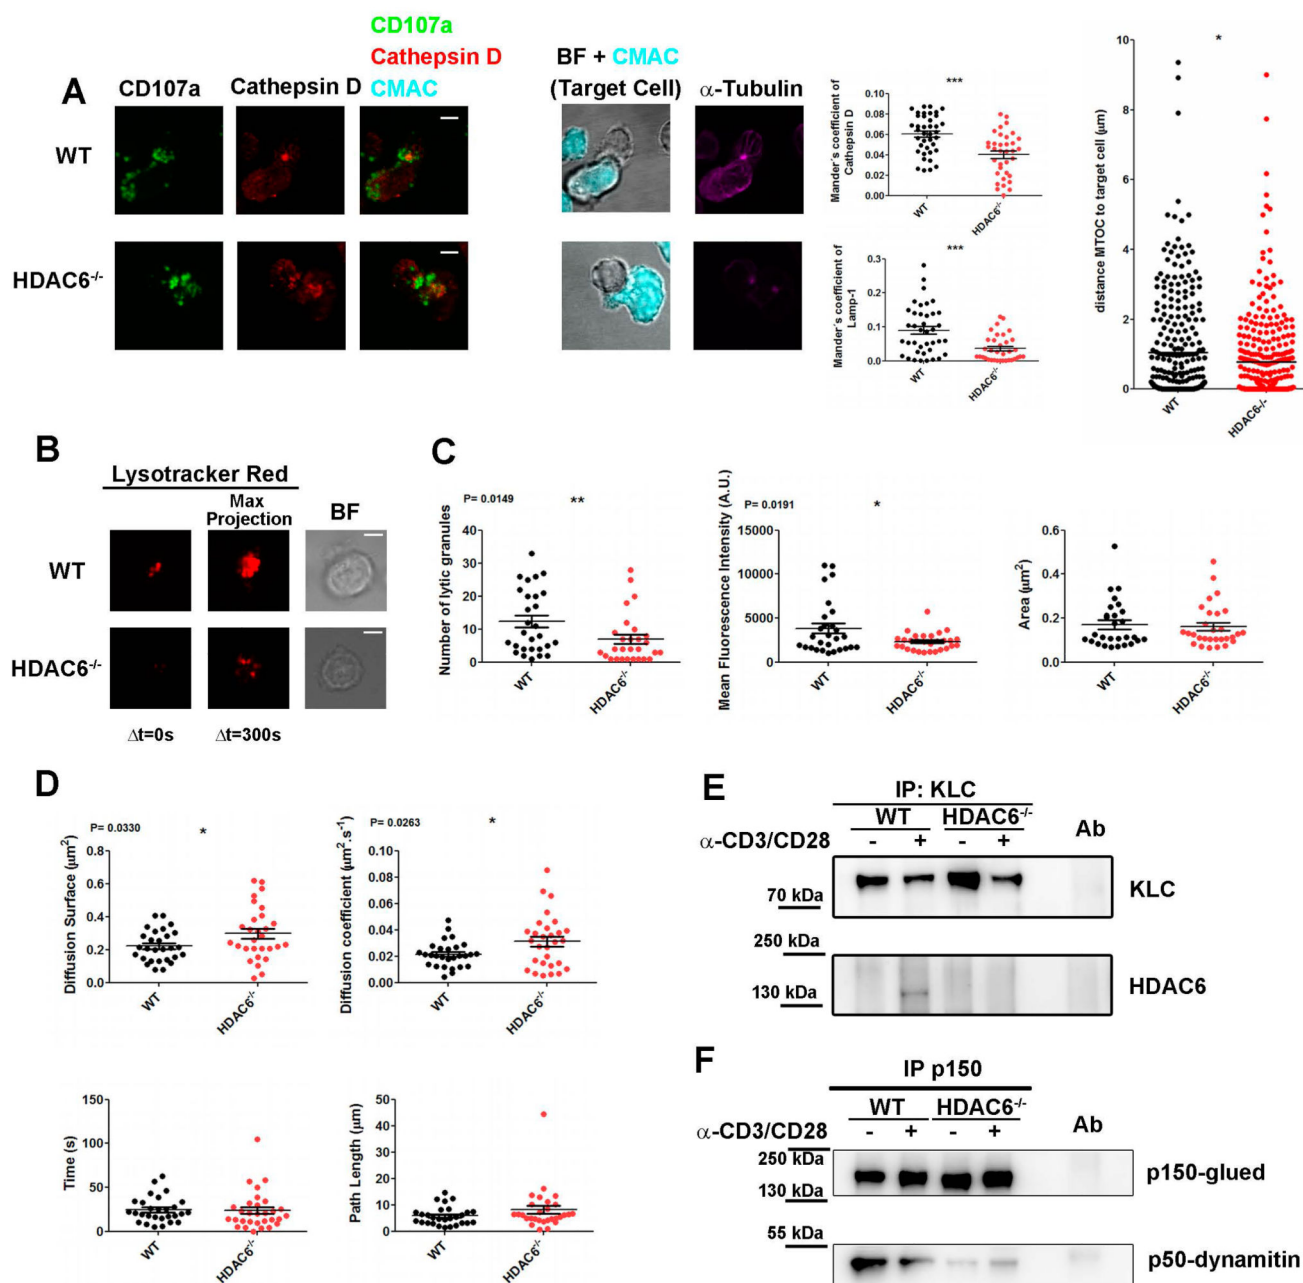 A
CD107a
Cathepsin D
CD107a
Cathepsin D
CMAC
BF + CMAC
(Target Cell)
α-Tubulin
WT
HDAC6-/-
Mander´s coefficient of
Cathepsin D
***
0.10
0.08
0.06
0.04
0.02
0.00
WT
HDAC6-/-
Mander´s coefficient of
Lamp-1
***
0.4
0.3
0.2
0.1
0.0
WT
HDAC6-/-
distance MTOC to target cell (μm)
*
10
8
6
4
2
0
WT
HDAC6-/-
B
Lysotracker Red
Max
Projection
BF
WT
HDAC6-/-
Δt=0s
Δt=300s
C
P= 0.0149
**
Number of lytic granules
40
30
20
10
0
WT
HDAC6-/-
P= 0.0191
*
Mean Fluorescence Intensity (A.U.)
15000
10000
5000
0
WT
HDAC6-/-
Area (μm2)
0.6
0.4
0.2
0.0
WT
HDAC6-/-
D
P= 0.0330
*
Diffusion Surface (μm2)
0.8
0.6
0.4
0.2
0.0
WT
HDAC6-/-
P= 0.0263
*
Diffusion coefficient (μm2.s-1)
0.10
0.08
0.06
0.04
0.02
0.00
WT
HDAC6-/-
Time (s)
150
100
50
0
WT
HDAC6-/-
Path Length (μm)
50
40
30
20
10
0
WT
HDAC6-/-
E
IP: KLC
WT HDAC6-/- Ab
α-CD3/CD28 - + - +
70 kDa
KLC
250 kDa
130 kDa
HDAC6
F
IP p150
WT HDAC6-/- Ab
α-CD3/CD28 - + - +
250 kDa
130 kDa
p150-glued
55 kDa
p50-dynamitin